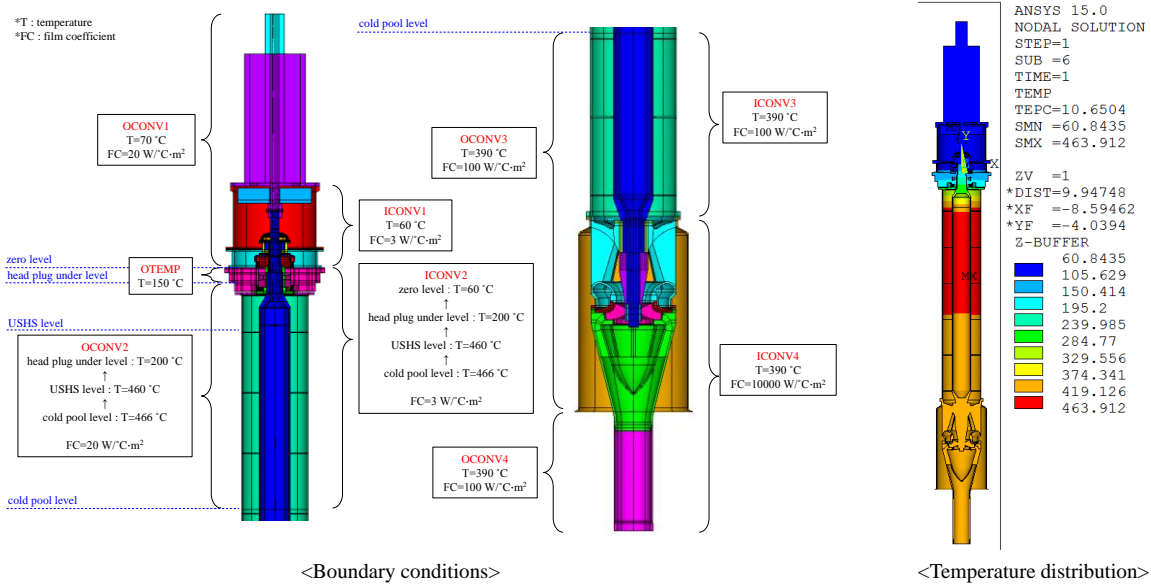 *T : temperature
*FC : film coefficient
OCONV1
T=70 ˚C
FC=20 W/˚C·m²
ICONV1
T=60˚C
FC=3 W/˚C·m²
zero level
head plug under level
OTEMP
T=150˚C
USHS level
OCONV2
head plug under level : T=200 ˚C
↑
USHS level : T=460 ˚C
↑
cold pool level : T=466 ˚C
FC=20 W/˚C·m²
ICONV2
zero level : T=60 ˚C
↑
head plug under level : T=200 ˚C
↑
USHS level : T=460 ˚C
↑
cold pool level : T=466 ˚C
FC=3 W/˚C·m²
cold pool level
cold pool level
OCONV3
T=390 ˚C
FC=100 W/˚C·m²
ICONV3
T=390 ˚C
FC=100 W/˚C·m²
ICONV4
T=390 ˚C
FC=10000 W/˚C·m²
OCONV4
T=390 ˚C
FC=100 W/˚C·m²
<Boundary conditions>
Y
X
MX
ANSYS 15.0
NODAL SOLUTION
STEP=1
SUB =6
TIME=1
TEMP
TEPC=10.6504
SMN =60.8435
SMX =463.912
ZV =1
*DIST=9.94748
*XF =-8.59462
*YF =-4.0394
Z-BUFFER
60.8435
105.629
150.414
195.2
239.985
284.77
329.556
374.341
419.126
463.912
<Temperature distribution>